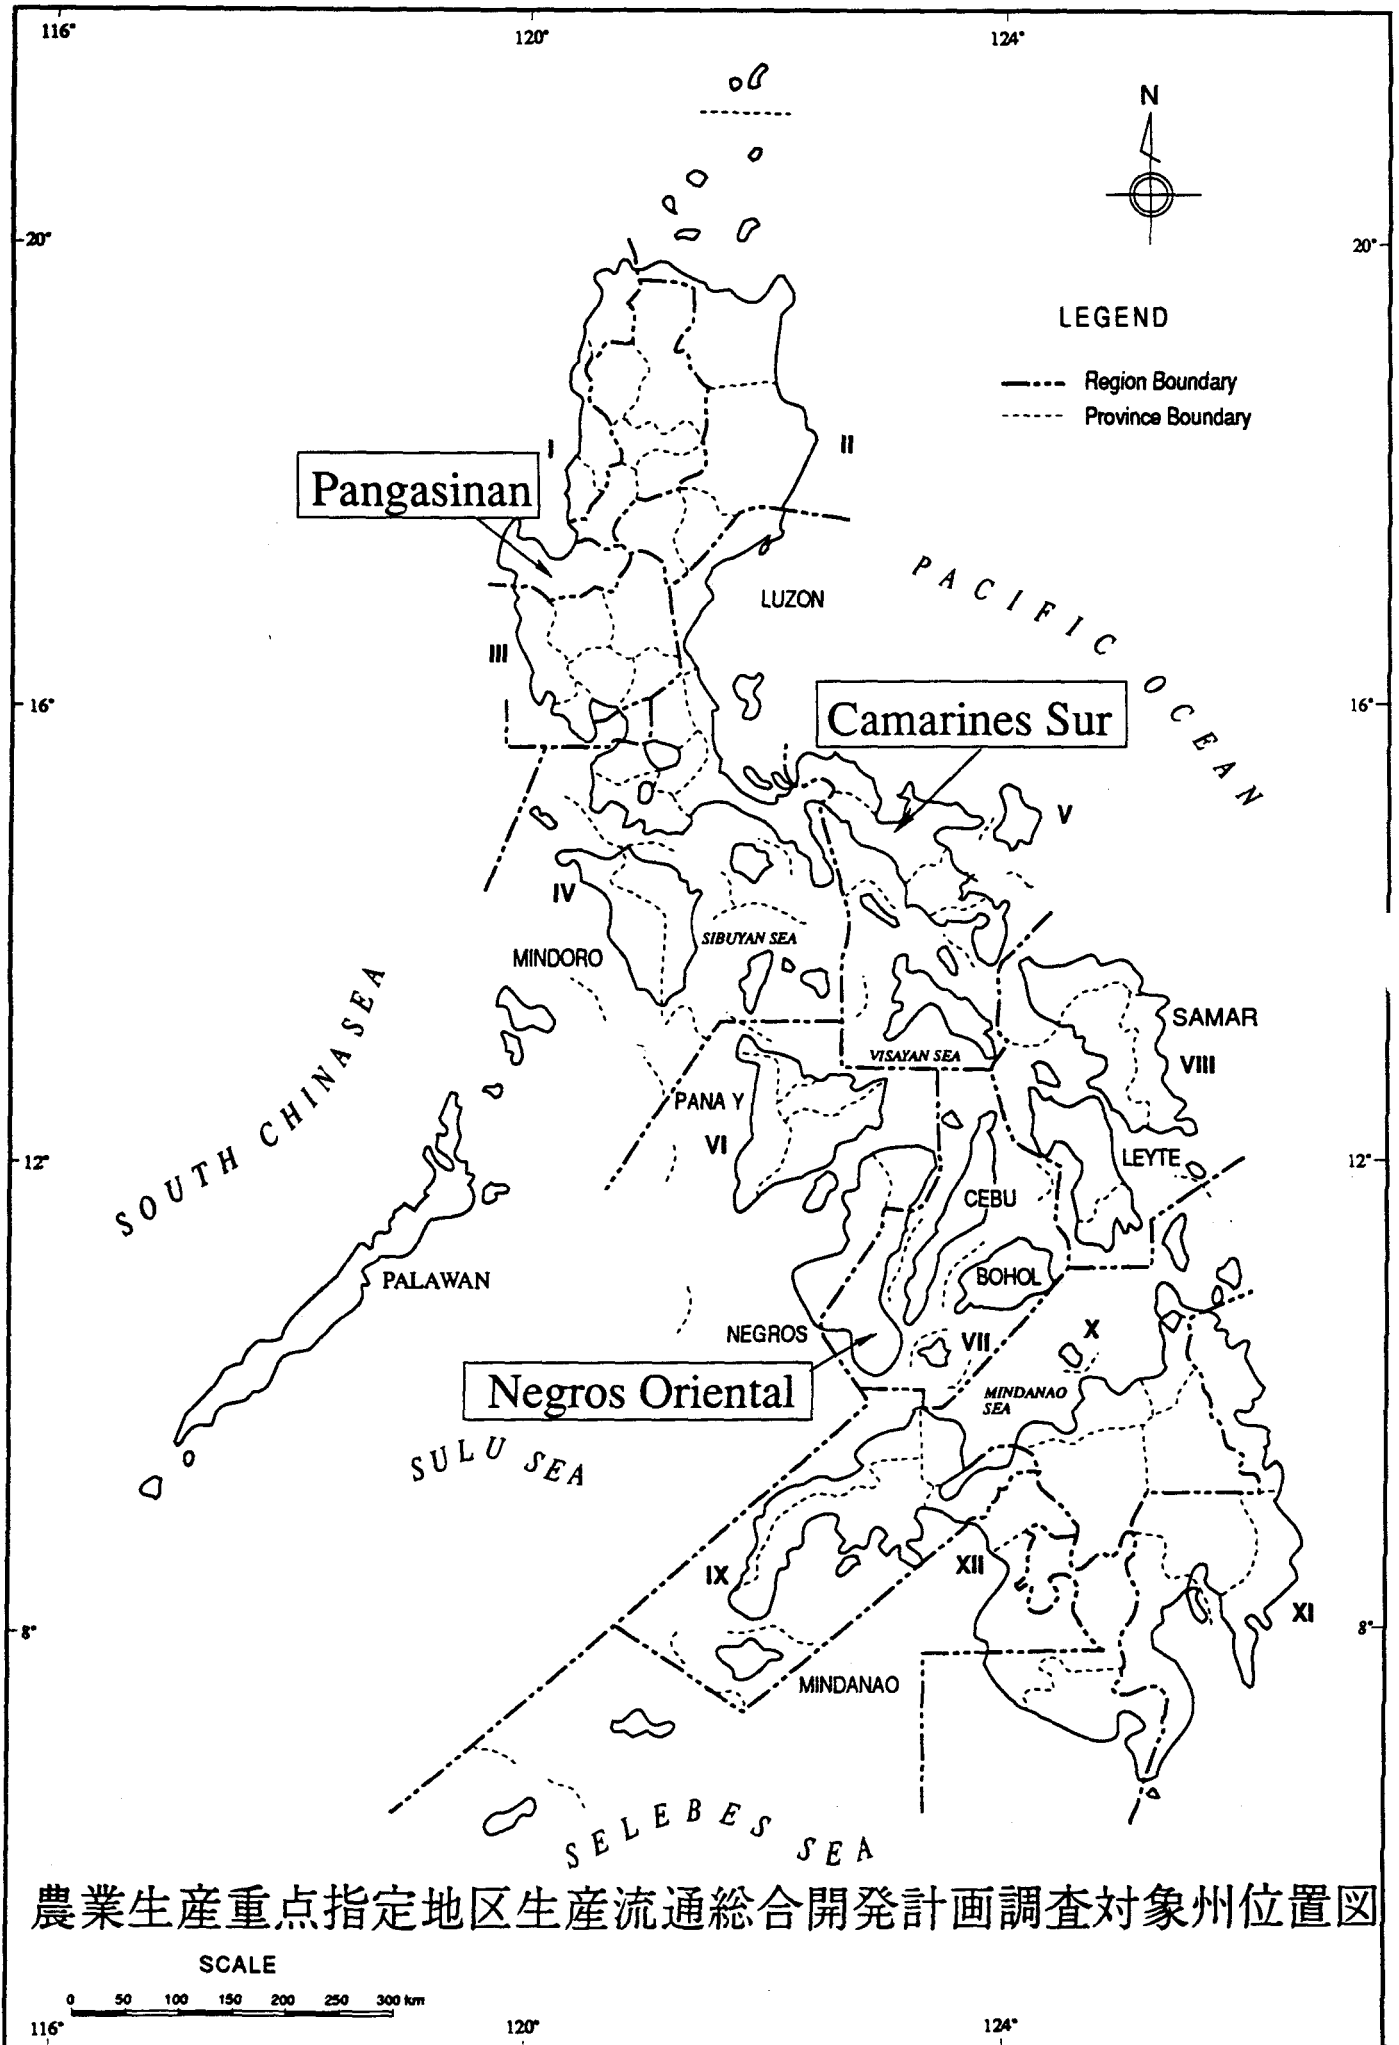 116° 120° 124°
N
20° 20°
LEGEND
Region Boundary
Province Boundary
I II
Pangasinan
PACIFIC OCEAN
LUZON
III
16° 16°
Camarines Sur
V
IV
SIBUYAN SEA
MINDORO
SOUTH CHINASEA
SAMAR
VISAYAN SEA
VIII
PANA Y
VI
12° 12°
LEYTE
CEBU
PALAWAN
BOHOL
NEGROS
VII
X
Negros Oriental
MINDANAO
SEA
SULU SEA
IX
XII
XI
8° 8°
MINDANAO
SELEBES SEA
農業生産重点指定地区生産流通総合開発計画調査対象州位置図
SCALE
0 50 100 150 200 250 300 km
116° 120° 124°